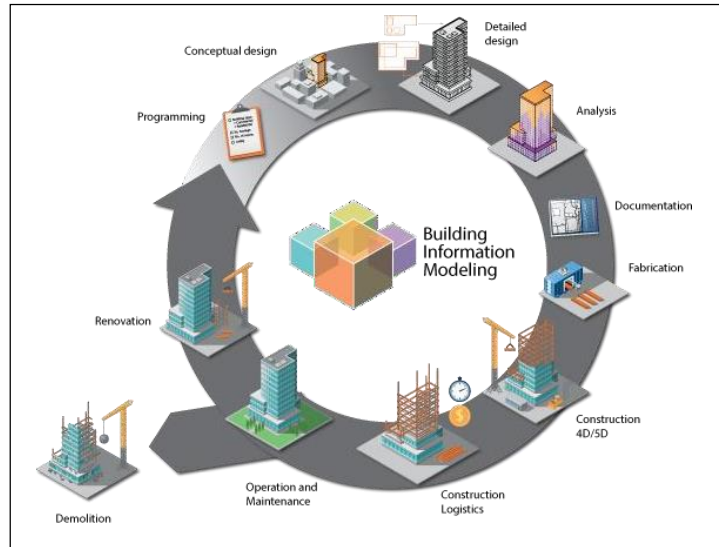 Detailed
design
Conceptual design
Programming
Analysis
Documentation
Building
Information
Modeling
Fabrication
Renovation
Construction
4D/5D
Operation and
Maintenance
Construction
Logistics
Demolition